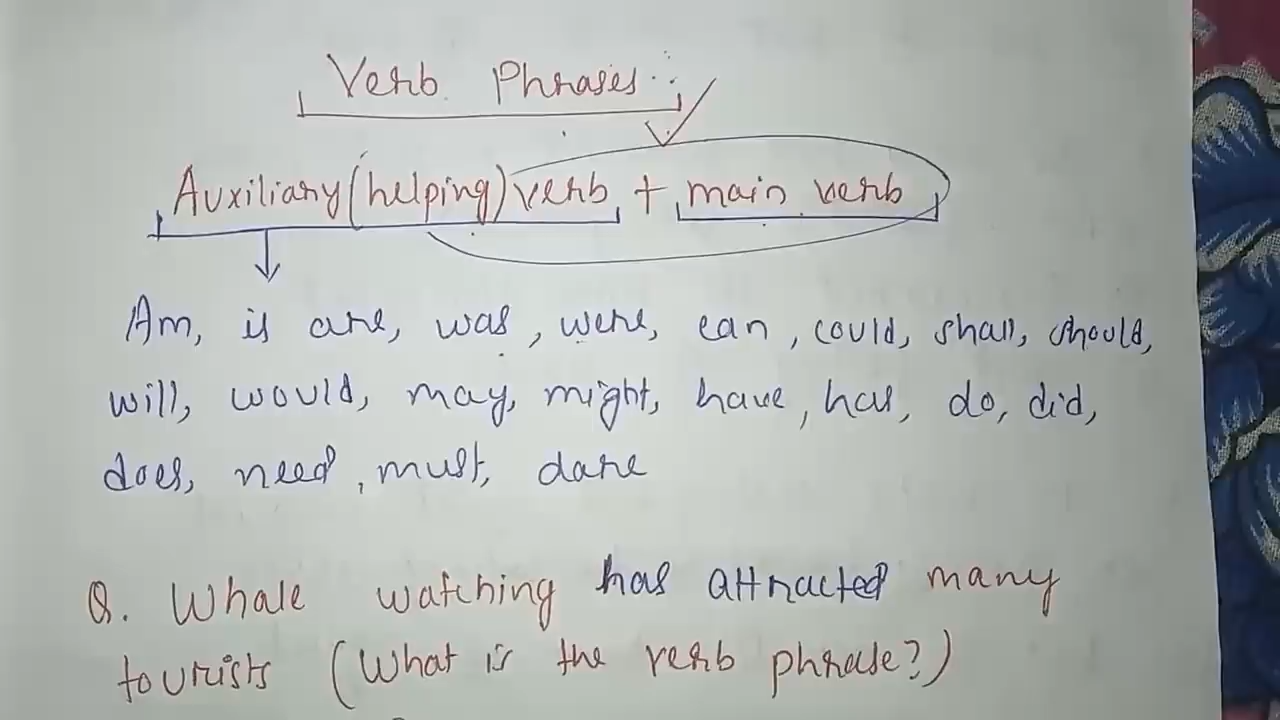 Verb Phrases :
Auxiliary (helping) verb + main verb
Am, is are, was, were, can, could, shall, should,
will, would, may, might, have, has, do, did,
does, need, must, dare
Q. Whale watching has attracted many
tourists (What is the verb phrase?)